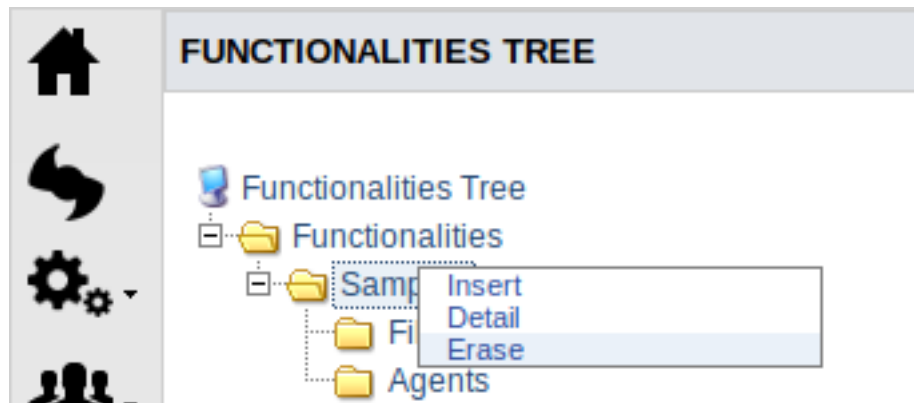 FUNCTIONALITIES TREE
Functionalities Tree
Functionalities
Insert
Detail
Erase
Agents